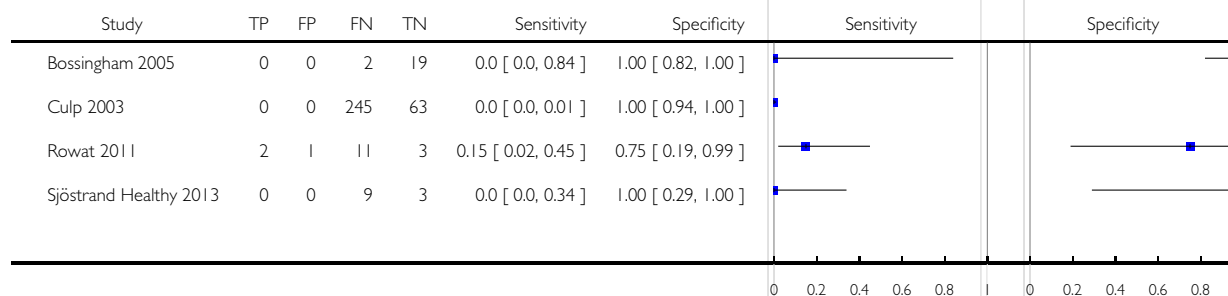 Study TP FP FN TN Sensitivity Specificity Sensitivity Specificity
Bossingham 2005 0 0 2 19 0.0 [ 0.0, 0.84 ] 1.00 [ 0.82, 1.00 ]
Culp 2003 0 0 245 63 0.0 [ 0.0, 0.01 ] 1.00 [ 0.94, 1.00 ]
Rowat 2011 2 1 11 3 0.15 [ 0.02, 0.45 ] 0.75 [ 0.19, 0.99 ]
Sjöstrand Healthy 2013 0 0 9 3 0.0 [ 0.0, 0.34 ] 1.00 [ 0.29, 1.00 ]
0 0.2 0.4 0.6 0.8 1 0 0.2 0.4 0.6 0.8